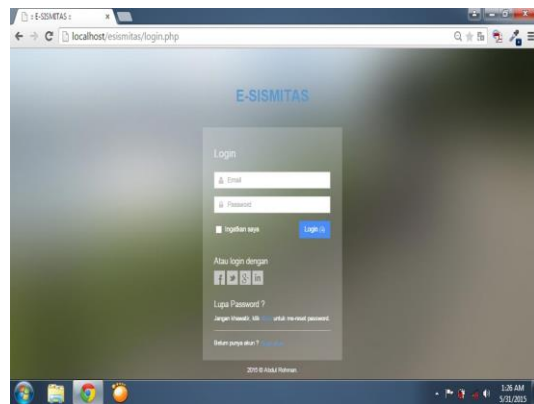 : E-SISMITAS :
localhost/esismitas/login.php
E-SISMITAS
Login
Email
Password
Ingatkan saya
Login
Atau login dengan
Lupa Password ?
Jangan khawatir, klik untuk me-reset password.
Belum punya akun ?
2015 © Abdul Rohman
1:26 AM
5/31/2015